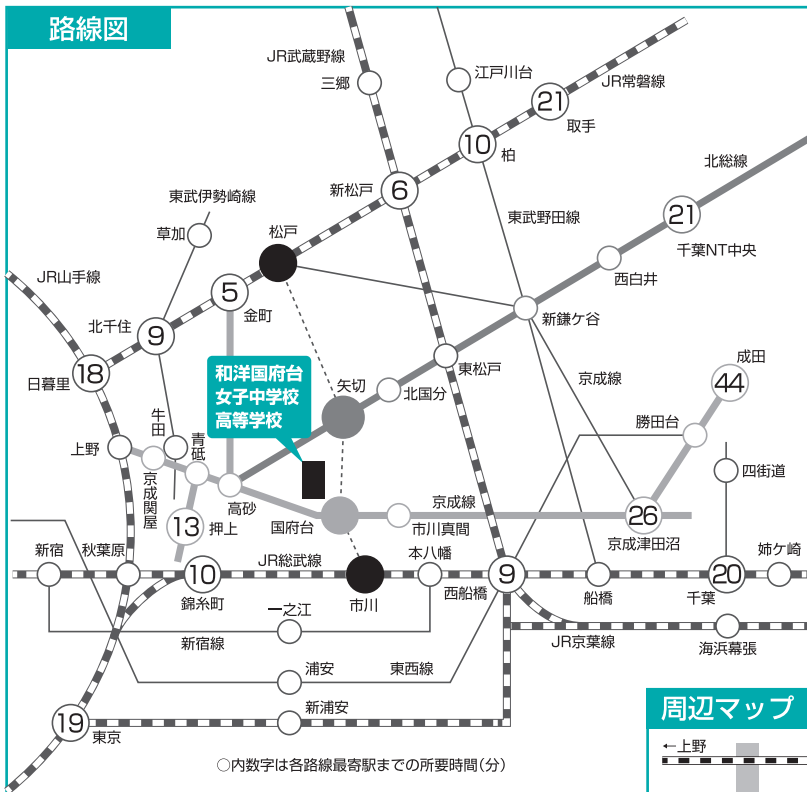 路線図
JR武蔵野線
三郷
江戸川台
JR常磐線
21
取手
10
柏
北総線
新松戸
6
東武伊勢崎線
草加
松戸
東武野田線
21
千葉NT中央
西白井
JR山手線
5
金町
北千住
9
新鎌ケ谷
18
日暮里
和洋国府台
女子中学校
高等学校
矢切
北国分
東松戸
京成線
成田
44
牛田
青砥
上野
勝田台
京成関屋
高砂
四街道
13
押上
国府台
京成線
市川真間
26
京成津田沼
新宿
秋葉原
JR総武線
本八幡
姉ケ崎
10
錦糸町
市川
西船橋
9
船橋
20
千葉
一之江
新宿線
JR京葉線
海浜幕張
浦安
東西線
新浦安
19
東京
○内数字は各路線最寄駅までの所要時間(分)
周辺マップ
←上野